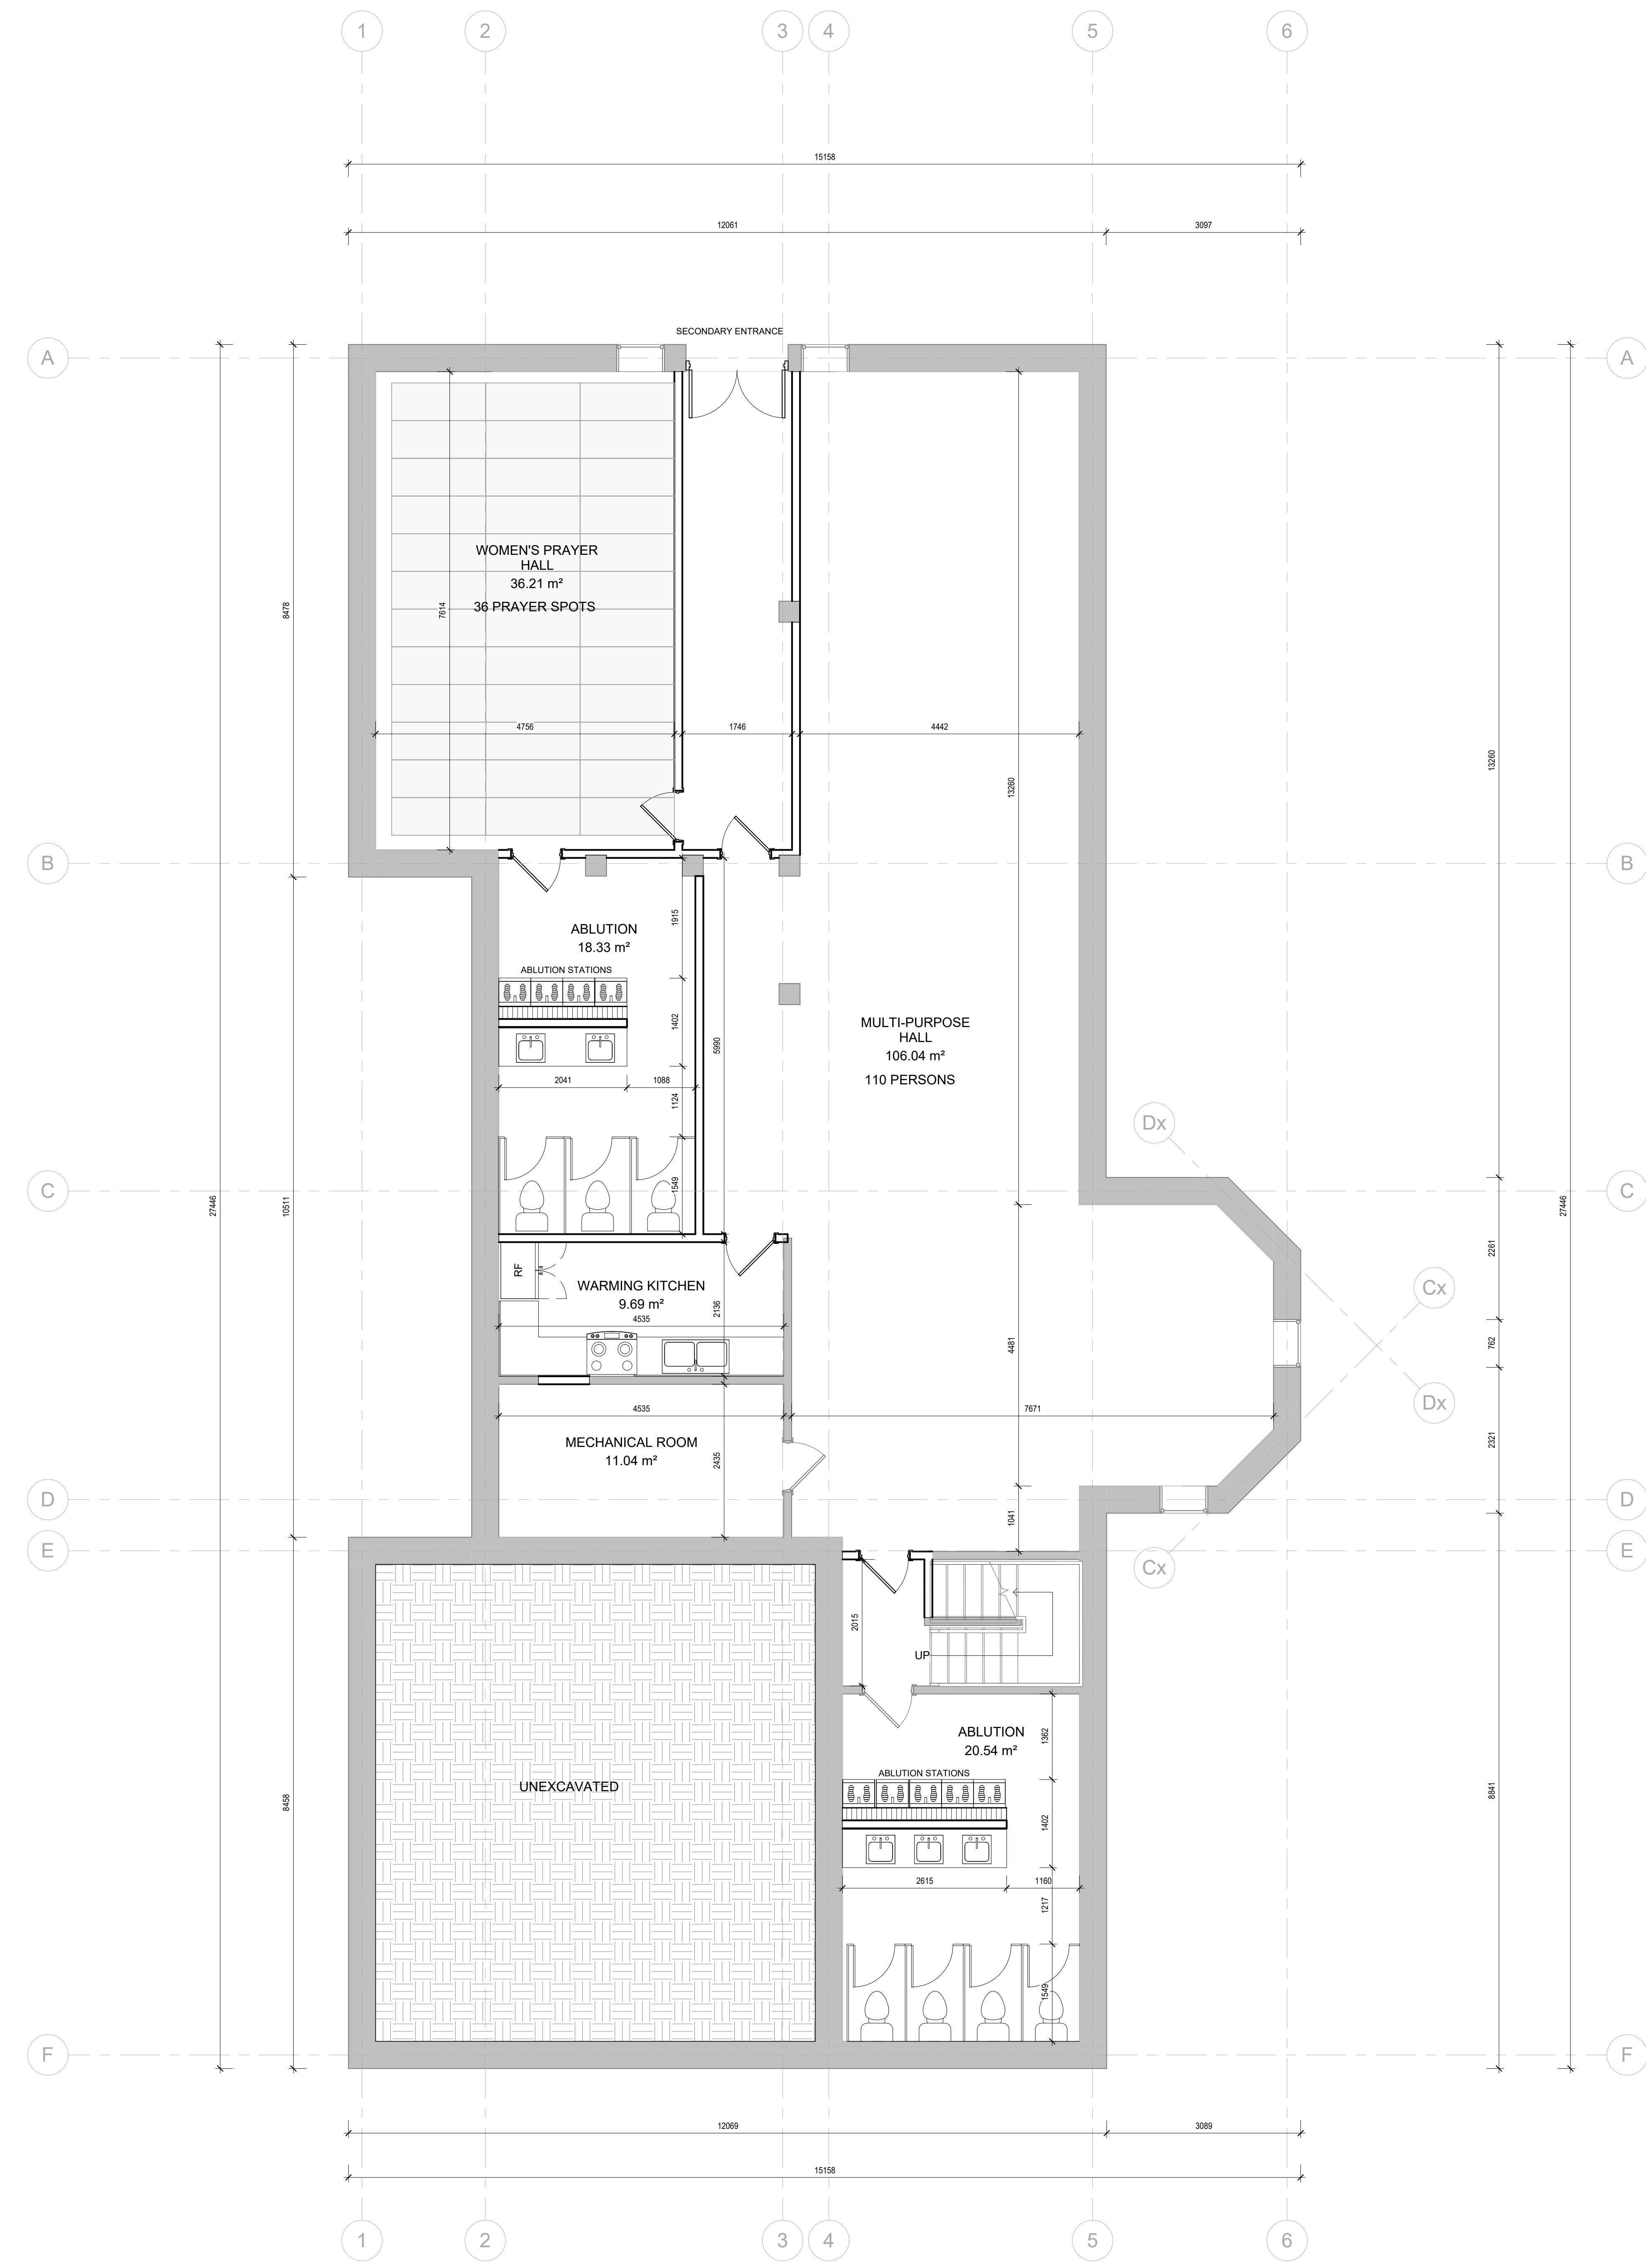 1 2 3 4 5 6
15158
12061 3097
SECONDARY ENTRANCE
A A
WOMEN'S PRAYER
HALL
36.21 m²
36 PRAYER SPOTS
7614
8478
4756 1746 4442
13260
13260
B B
ABLUTION
18.33 m²
1915
ABLUTION STATIONS
1402
5990
MULTI-PURPOSE
HALL
106.04 m²
110 PERSONS
2041 1088
1124
Dx
C C
1549
27446
10511
27446
2261
RF
WARMING KITCHEN
9.69 m²
4535
2136
Cx
4481
762
4535 7671
Dx
MECHANICAL ROOM
11.04 m²
2435
2321
D D
1041
E E
Cx
2015
UP
ABLUTION
20.54 m²
1362
ABLUTION STATIONS
UNEXCAVATED
8458
8841
1402
2615 1160
1217
1549
F F
12069 3089
15158
1 2 3 4 5 6